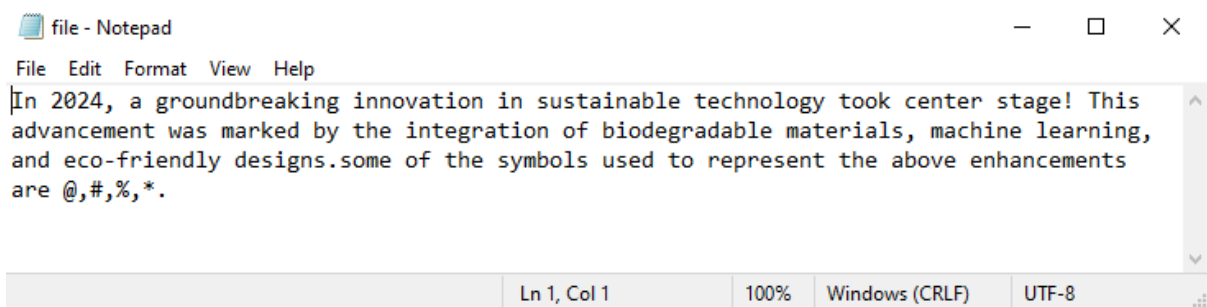 file - Notepad
File Edit Format View Help
In 2024, a groundbreaking innovation in sustainable technology took center stage! This
advancement was marked by the integration of biodegradable materials, machine learning,
and eco-friendly designs.some of the symbols used to represent the above enhancements
are @,#,%,*.
Ln 1, Col 1 100% Windows (CRLF) UTF-8